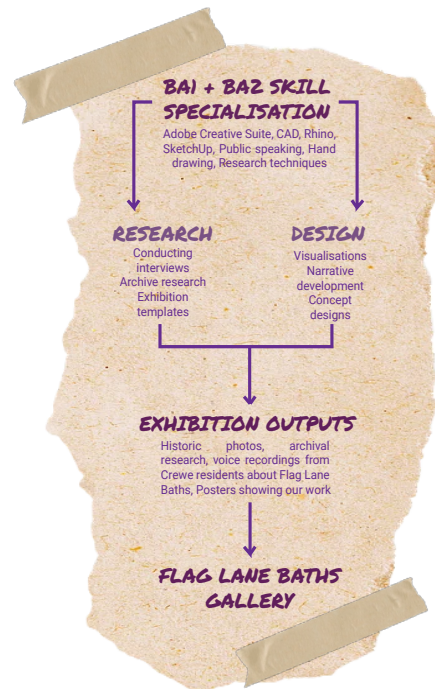 BA1 + BA2 SKILL
SPECIALISATION
Adobe Creative Suite, CAD, Rhino,
SketchUp, Public speaking, Hand
drawing, Research techniques
RESEARCH
Conducting
interviews
Archive research
Exhibition
templates
DESIGN
Visualisations
Narrative
development
Concept
designs
EXHIBITION OUTPUTS
Historic photos, archival
research, voice recordings from
Crewe residents about Flag Lane
Baths, Posters showing our work
FLAG LANE BATHS
GALLERY